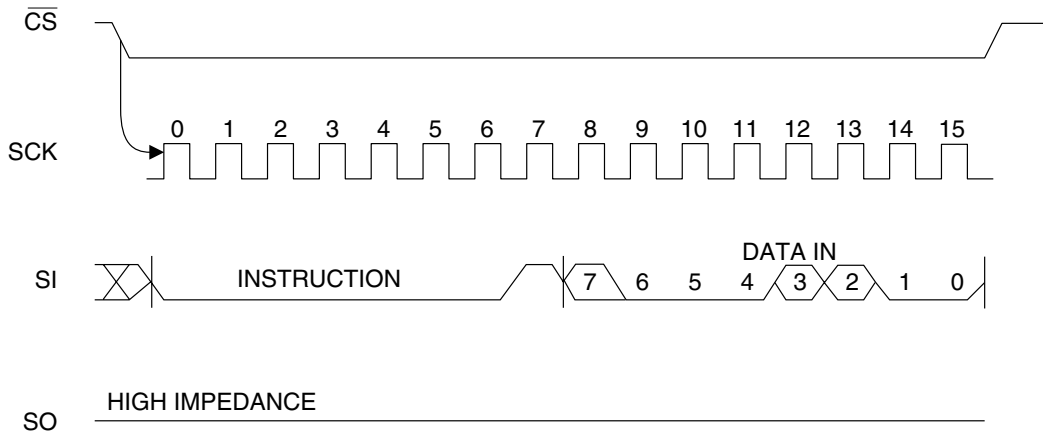 CS
0 1 2 3 4 5 6 7 8 9 10 11 12 13 14 15
SCK
DATA IN
SI INSTRUCTION 7 6 5 4 3 2 1 0
HIGH IMPEDANCE
SO